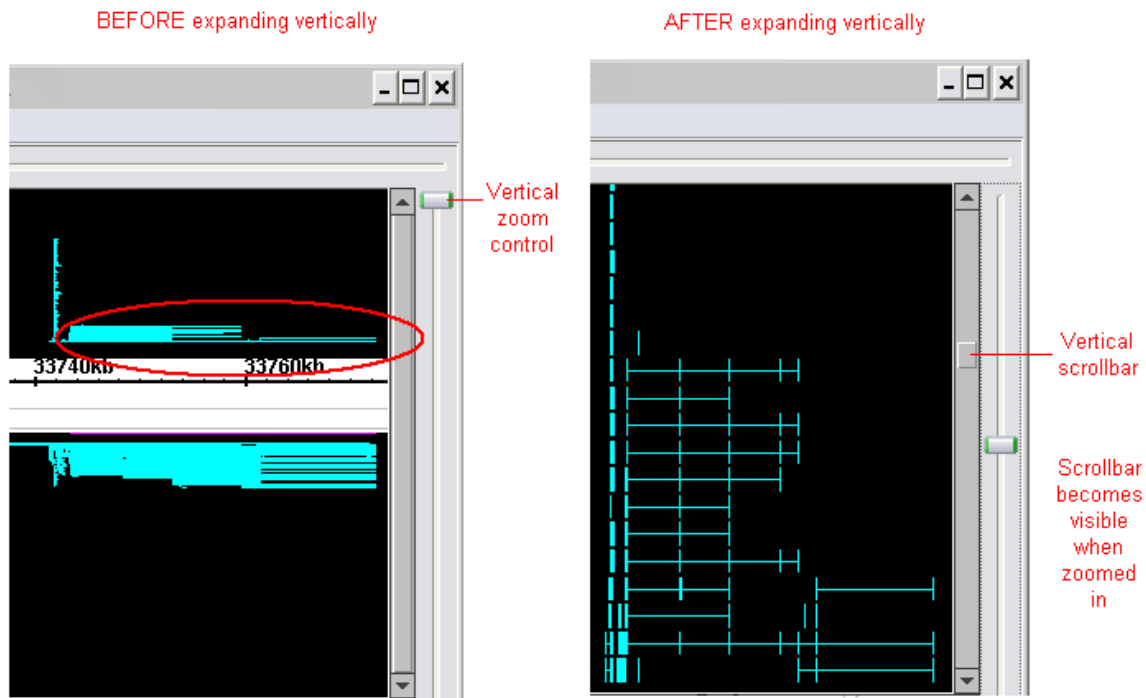 BEFORE expanding vertically
AFTER expanding vertically
Vertical
zoom
control
33740kb
33760kb
Vertical
scrollbar
Scrollbar
becomes
visible
when
zoomed
in